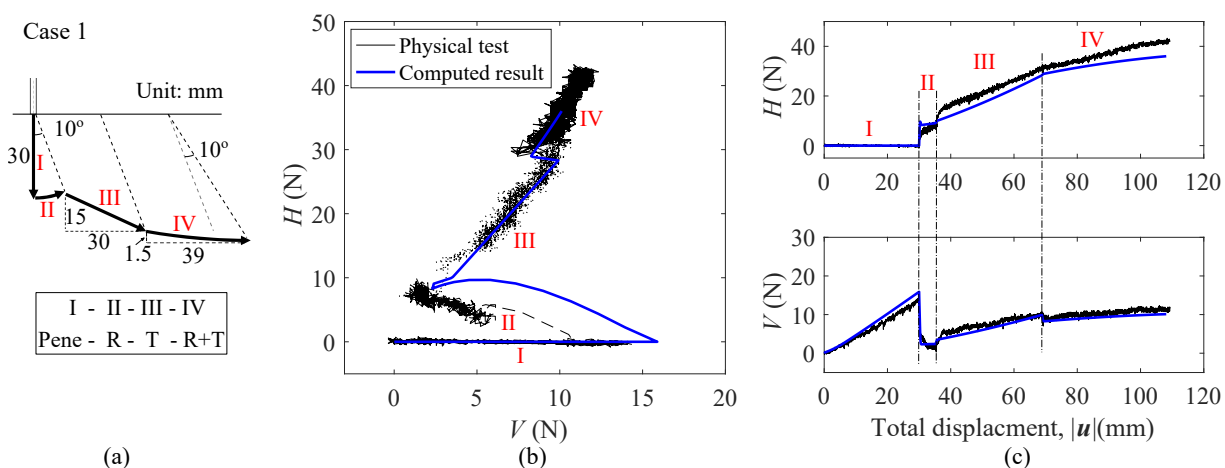 Case 1
Unit: mm
10°
10°
30
I
II
III
IV
15
30
1.5
39
I - II - III - IV
Pene - R - T - R+T
(a)
50
40
30
20
10
0
H (N)
Physical test
Computed result
IV
III
II
I
0
5
10
15
20
V (N)
(b)
40
20
0
H (N)
I
II
III
IV
0
20
40
60
80
100
120
30
20
10
0
V (N)
0
20
40
60
80
100
120
Total displacment, |u|(mm)
(c)